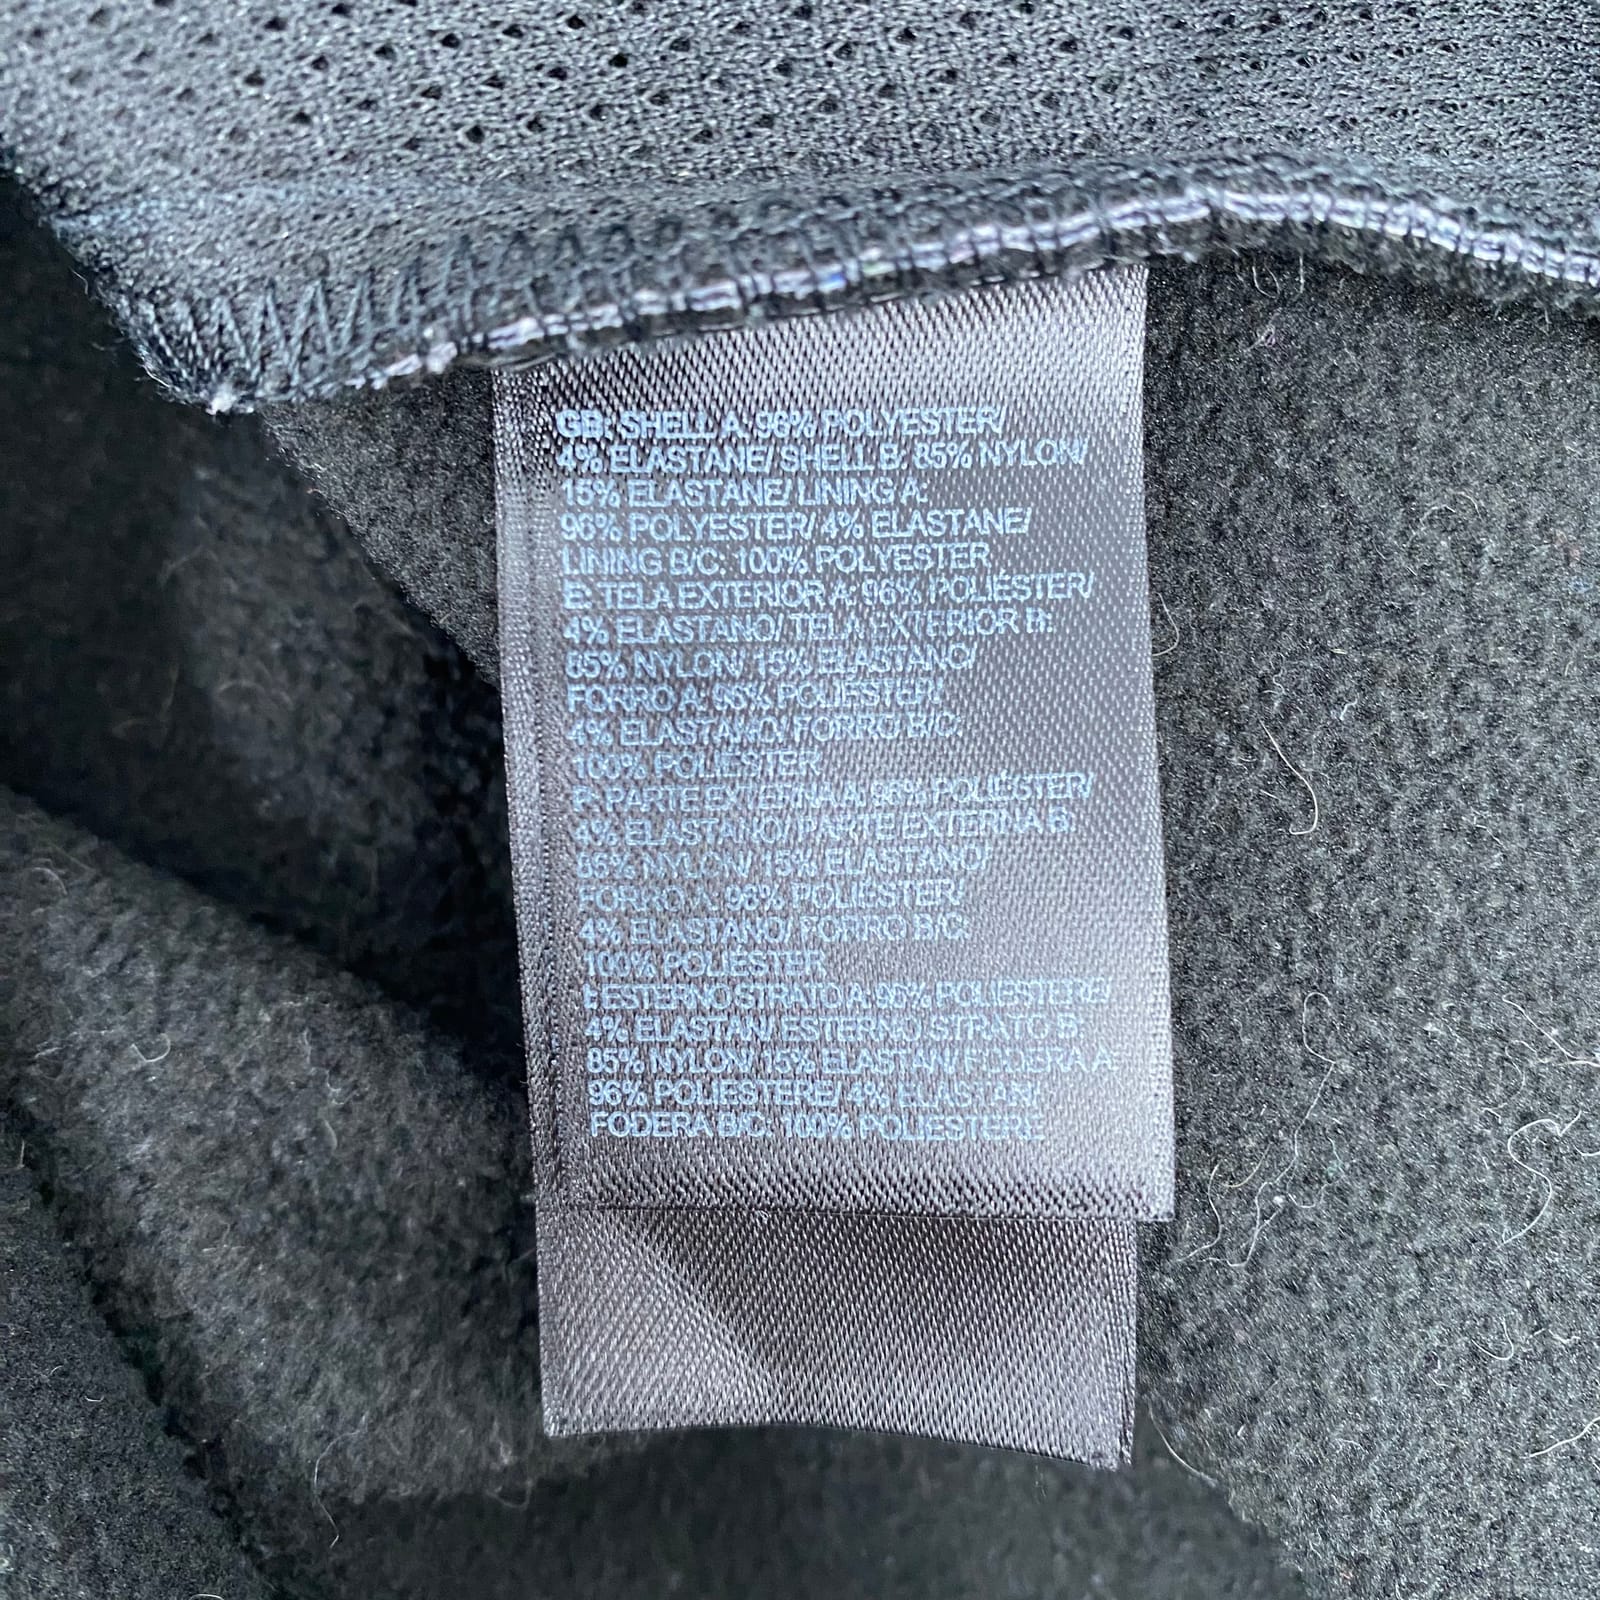 GB: SHELL A: 96% POLYESTER/
4% ELASTANE/ SHELL B: 85% NYLON/
15% ELASTANE/ LINING A:
96% POLYESTER/ 4% ELASTANE/
LINING B/C: 100% POLYESTER
E: TELA EXTERIOR A: 96% POLIÉSTER/
4% ELASTANO/ TELA EXTERIOR B:
85% NYLON/ 15% ELASTANO/
FORRO A: 96% POLIÉSTER/
4% ELASTANO/ FORRO B/C:
100% POLIÉSTER
P: PARTE EXTERNA A: 96% POLIÉSTER/
4% ELASTANO/ PARTE EXTERNA B:
85% NYLON/ 15% ELASTANO/
FORRO A: 96% POLIÉSTER/
4% ELASTANO/ FORRO B/C:
100% POLIÉSTER
I: ESTERNO STRATO A: 96% POLIESTERE/
4% ELASTAN/ ESTERNO STRATO B:
85% NYLON/ 15% ELASTAN/ FODERA A:
96% POLIESTERE/ 4% ELASTAN/
FODERA B/C: 100% POLIESTERE